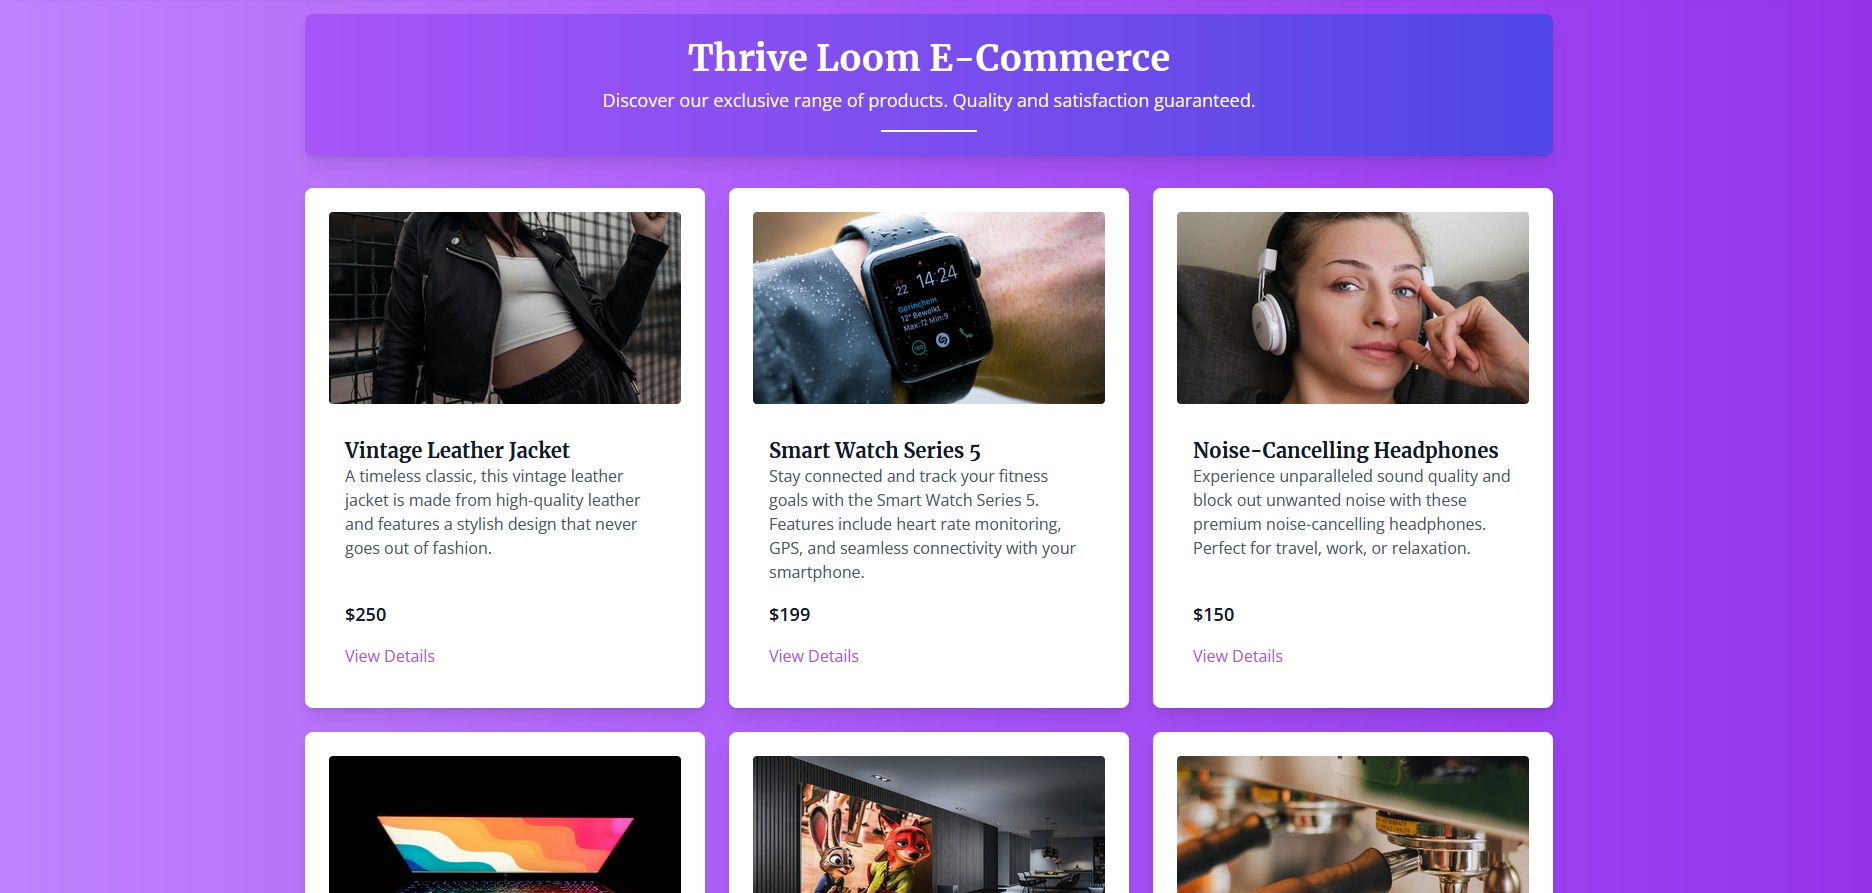 Thrive Loom E-Commerce
Discover our exclusive range of products. Quality and satisfaction guaranteed.
22 14:24
Gorinchem
12° Bewolkt
100
Vintage Leather Jacket
A timeless classic, this vintage leather
jacket is made from high-quality leather
and features a stylish design that never
goes out of fashion.
$250
View Details
Smart Watch Series 5
Stay connected and track your fitness
goals with the Smart Watch Series 5.
Features include heart rate monitoring,
GPS, and seamless connectivity with your
smartphone.
$199
View Details
Noise-Cancelling Headphones
Experience unparalleled sound quality and
block out unwanted noise with these
premium noise-cancelling headphones.
Perfect for travel, work, or relaxation.
$150
View Details